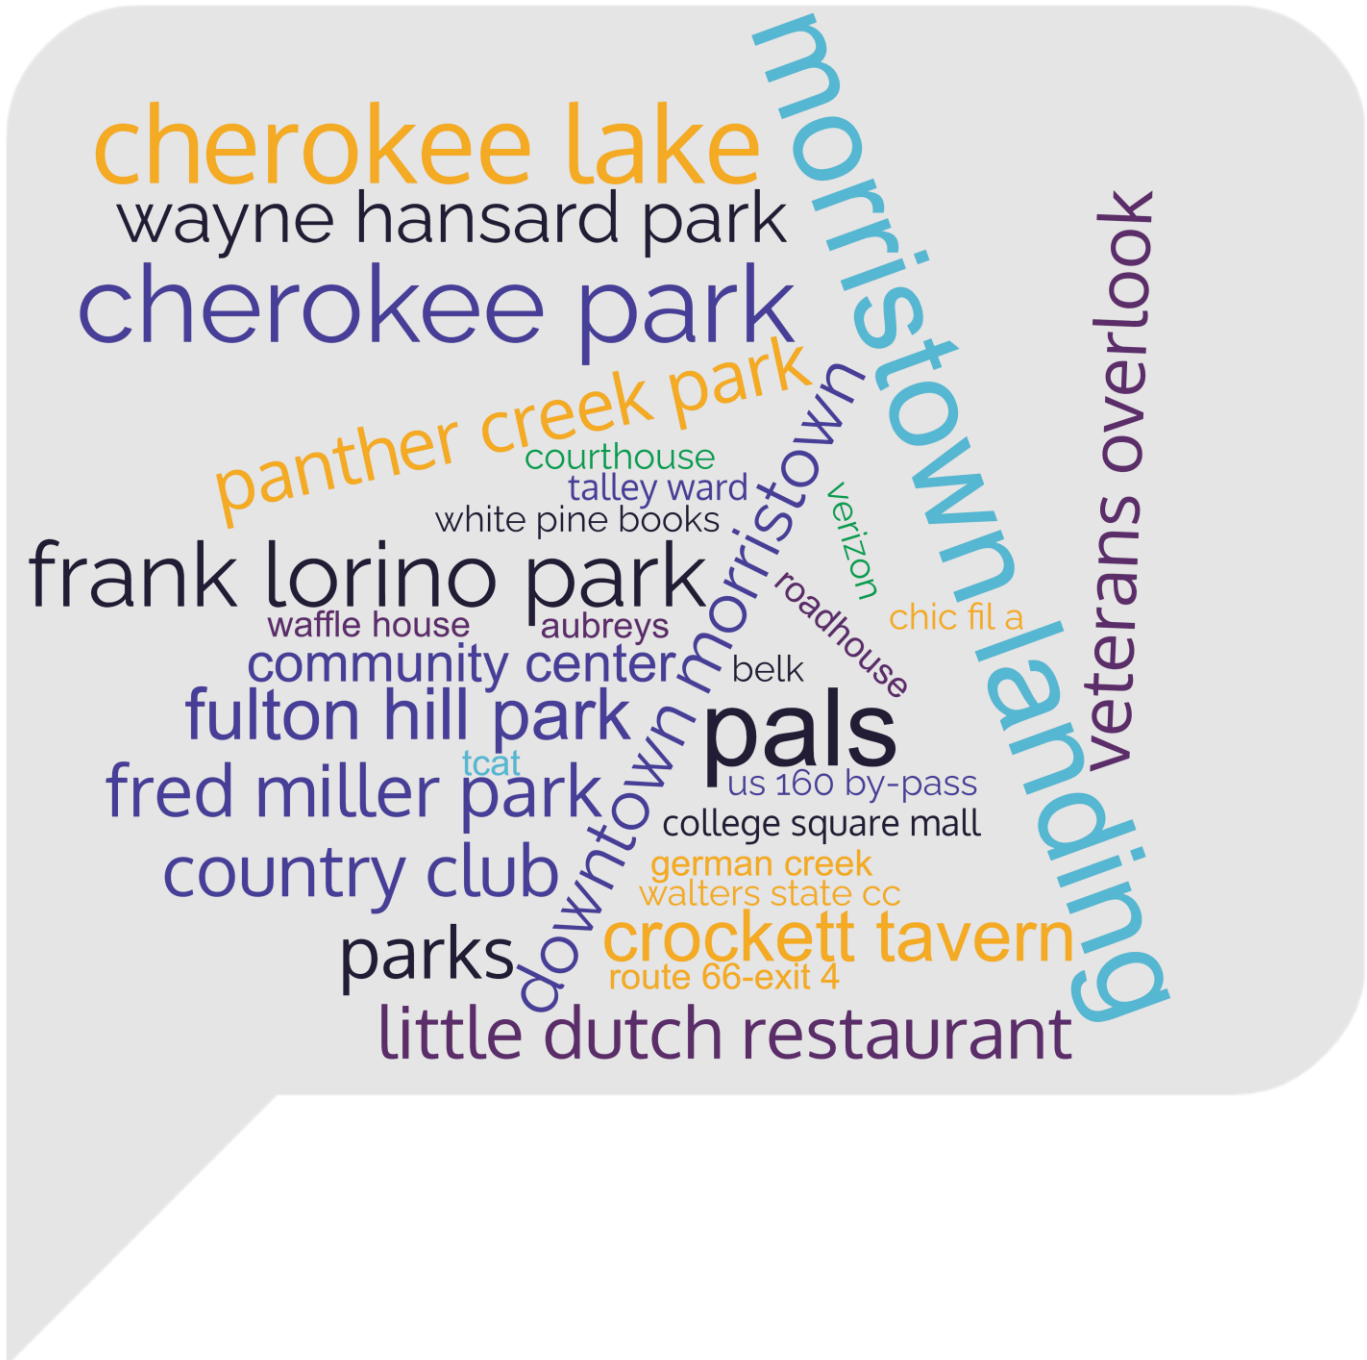 morristown landing
cherokee lake
wayne hansard park
veterans overlook
cherokee park
panther creek park
downtown morristown
courthouse
talley ward
verizon
white pine books
frank lorino park
roadhouse
chic fil a
waffle house
aubreys
community center
belk
fulton hill park
pals
tcat
fred miller park
us 160 by-pass
college square mall
country club
german creek
walters state cc
crockett tavern
parks
route 66-exit 4
little dutch restaurant